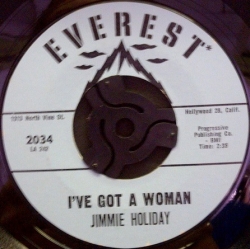 EVEREST
1313 North Vine St.
Hollywood 28, Calif.
2034
Progressive
Publishing Co.
BMI
Time: 2:20
I'VE GOT A WOMAN
JIMMIE HOLIDAY